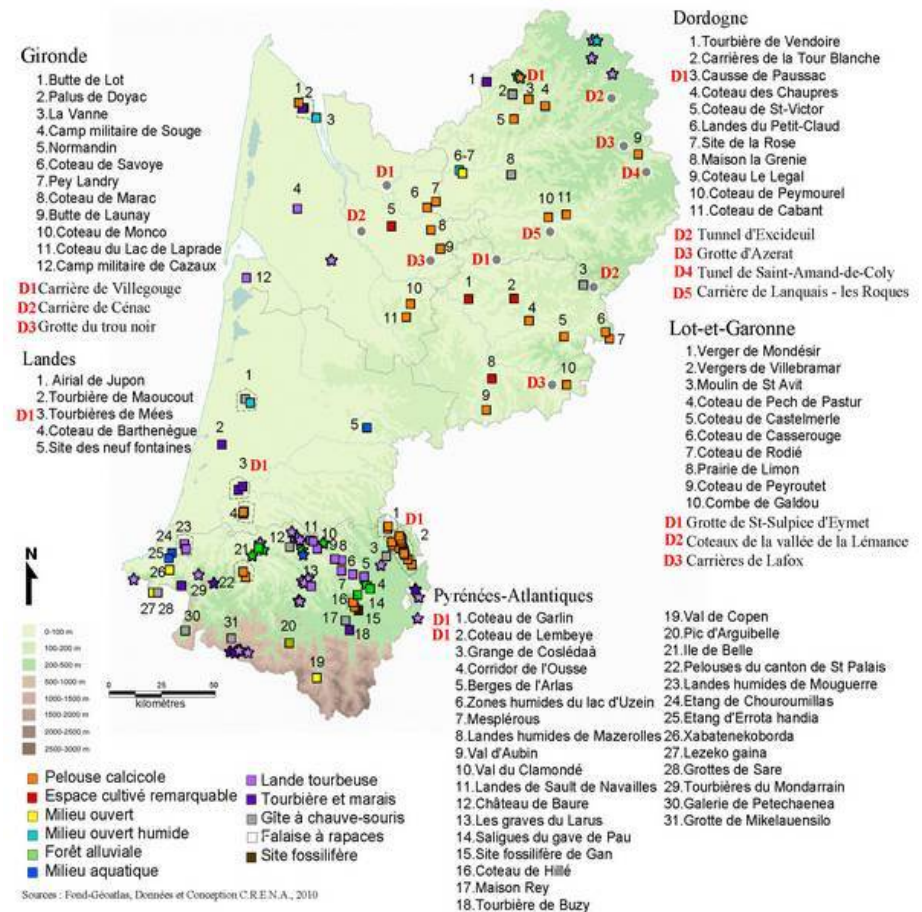 Gironde
1.Butte de Lot
2.Palus de Doyac
3.La Vanne
4.Camp militaire de Souge
5.Normandin
6.Coteau de Savoye
7.Pey Landry
8.Coteau de Marac
9.Butte de Launay
10.Coteau de Monco
11.Coteau du Lac de Laprade
12.Camp militaire de Cazaux
D1 Carrière de Villegouge
D2 Carrière de Cénac
D3 Grotte du trou noir
Landes
1. Airial de Jupon
2.Tourbière de Maoucout
D1 3.Tourbières de Mées
4.Coteau de Barthenègue
5.Site des neuf fontaines
Dordogne
1.Tourbière de Vendoire
2.Carrières de la Tour Blanche
D1 3.Causse de Paussac
4.Coteau des Chaupres
5.Coteau de St-Victor
6.Landes du Petit-Claud
7.Site de la Rose
8.Maison la Grenie
9.Coteau Le Legal
10.Coteau de Peymourel
11.Coteau de Cabant
D2 Tunnel d'Excideuil
D3 Grotte d'Azerat
D4 Tunel de Saint-Amand-de-Coly
D5 Carrière de Lanquais - les Roques
Lot-et-Garonne
1.Verger de Mondésir
2.Vergers de Villebramar
3.Moulin de St Avit
4.Coteau de Pech de Pastur
5.Coteau de Castelmerle
6.Coteau de Casserouge
7.Coteau de Rodié
8.Prairie de Limon
9.Coteau de Peyroutet
10.Combe de Galdou
D1 Grotte de St-Sulpice d'Eymet
D2 Coteaux de la vallée de la Lémance
D3 Carrières de Lafox
Pyrénées-Atlantiques
D1 1.Coteau de Garlin
D1 2.Coteau de Lembeye
3.Grange de Coslédaà
4.Corridor de l'Ousse
5.Berges de l'Arlas
6.Zones humides du lac d'Uzein
7.Mesplérous
8.Landes humides de Mazerolles
9.Val d'Aubin
10.Val du Clamondé
11.Landes de Sault de Navailles
12.Château de Baure
13.Les graves du Larus
14.Saligues du gave de Pau
15.Site fossilifère de Gan
16.Coteau de Hillé
17.Maison Rey
18.Tourbière de Buzy
19.Val de Copen
20.Pic d'Arguibelle
21.Ile de Belle
22.Pelouses du canton de St Palais
23.Landes humides de Mouguerre
24.Etang de Chouroumillas
25.Etang d'Errota handia
26.Xabatenekoborda
27.Lezeko gaina
28.Grottes de Sare
29.Tourbières du Mondarrain
30.Galerie de Petechaenea
31.Grotte de Mikelauensilo
N
0-100 m
100-200 m
200-500 m
500-1000 m
1000-1500 m
1500-2000 m
2000-2500 m
2500-3000 m
0 25 50
kilomètres
Pelouse calcicole
Espace cultivé remarquable
Milieu ouvert
Milieu ouvert humide
Forêt alluviale
Milieu aquatique
Lande tourbeuse
Tourbière et marais
Gîte à chauve-souris
Falaise à rapaces
Site fossilifère
Sources : Fond-Géoatlas, Données et Conception C.R.E.N.A., 2010